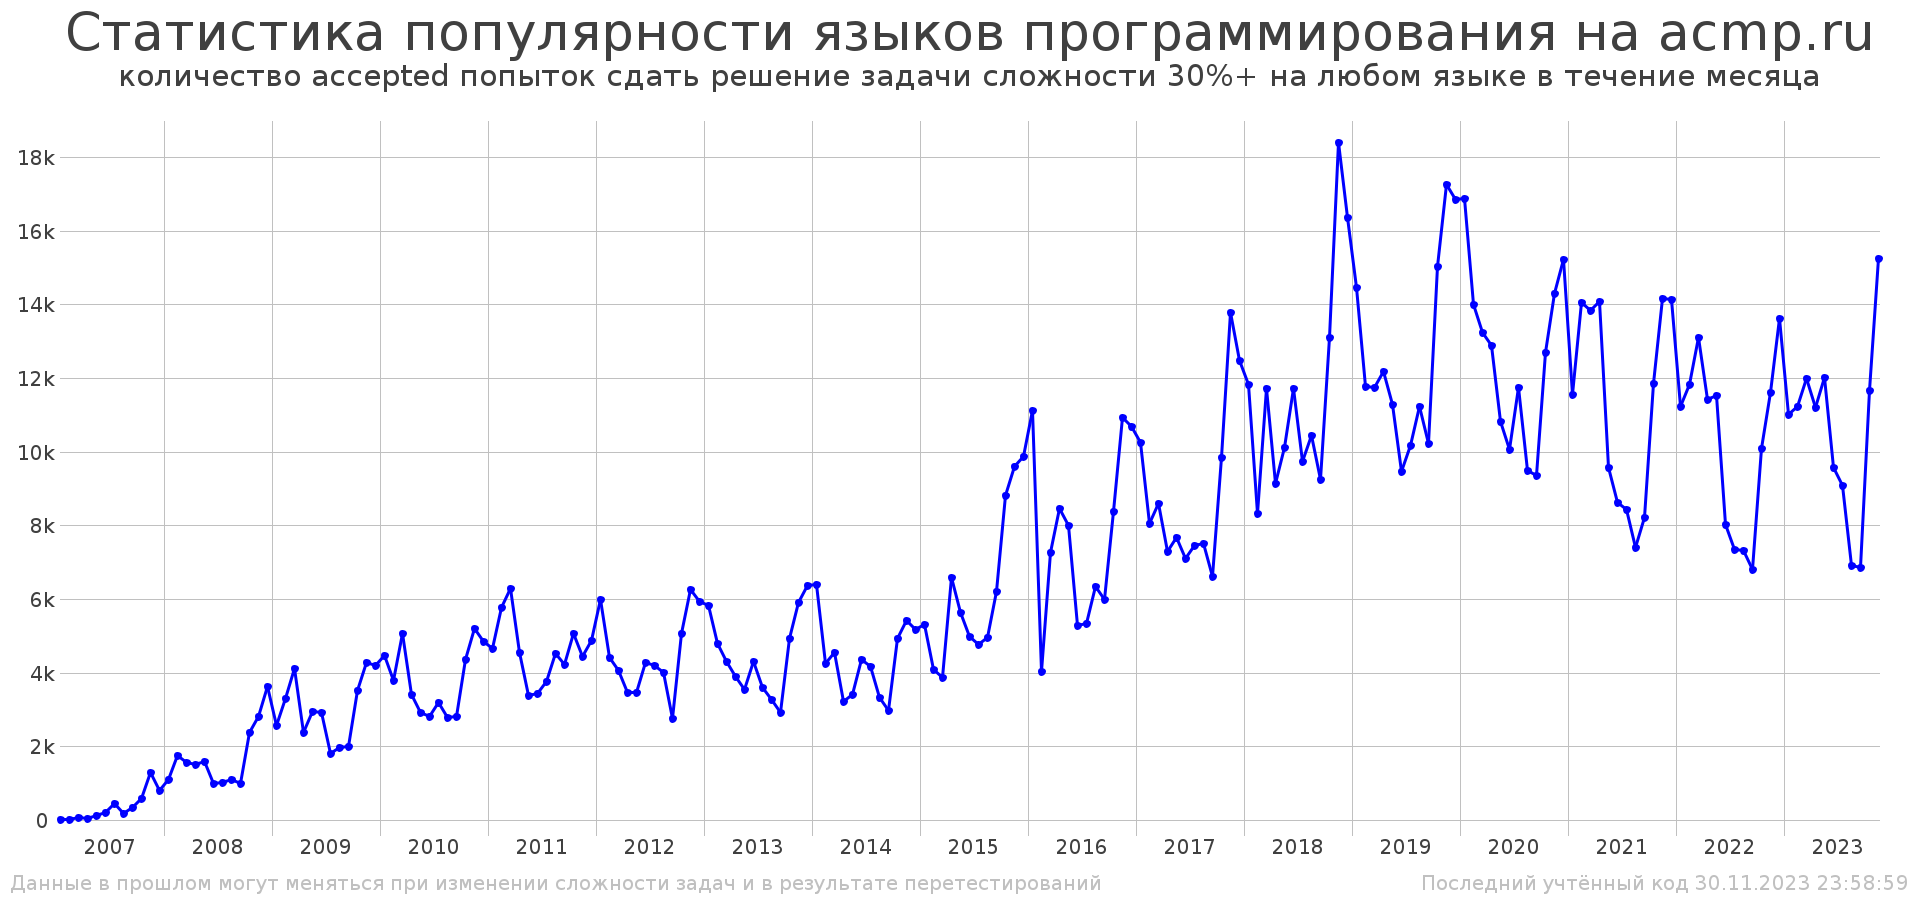 Статистика популярности языков программирования на acmp.ru
количество accepted попыток сдать решение задачи сложности 30%+ на любом языке в течение месяца
18k
16k
14k
12k
10k
8k
6k
4k
2k
0
2007 2008 2009 2010 2011 2012 2013 2014 2015 2016 2017 2018 2019 2020 2021 2022 2023
Данные в прошлом могут меняться при изменении сложности задач и в результате перетестирований
Последний учтённый код 30.11.2023 23:58:59